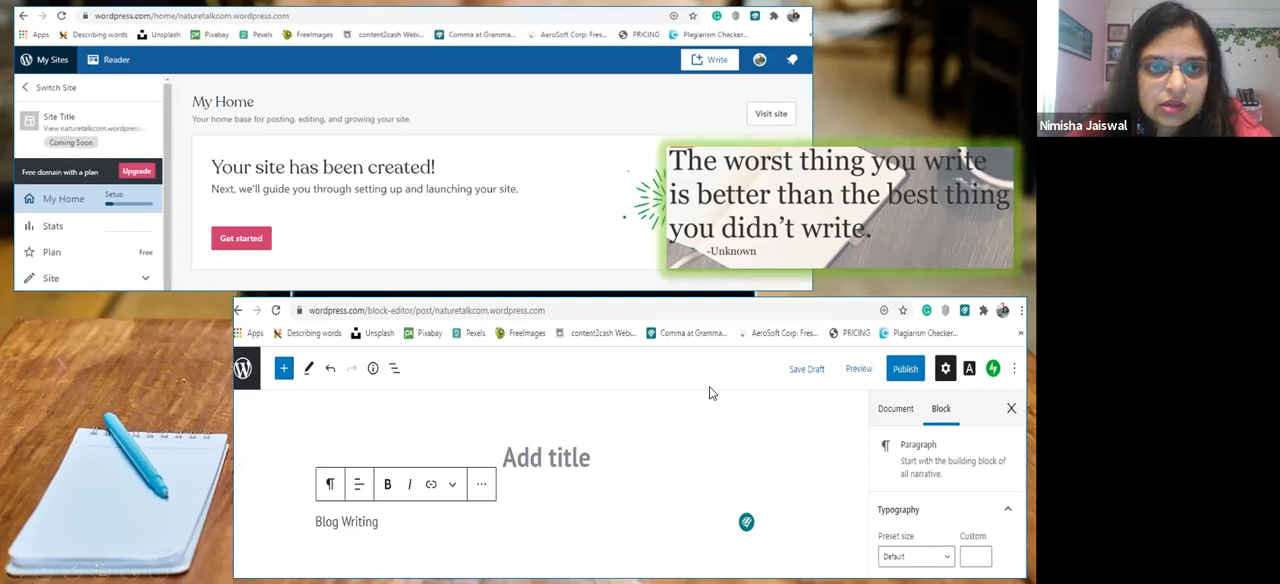 wordpress.com/home/naturetalkcom.wordpress.com
Apps Describing words Unsplash Pixabay Pexels FreeImages content2cash Webi... Comma at Gramma... AeroSoft Corp: Fres... PRICING Plagiarism Checker...
My Sites Reader Write
Switch Site
Site Title
View naturetalkcom.wordpress...
Coming Soon
Free domain with a plan Upgrade
My Home Setup
Stats
Plan Free
Site
My Home
Your home base for posting, editing, and growing your site.
Visit site
Your site has been created!
Next, we'll guide you through setting up and launching your site.
Get started
The worst thing you write
is better than the best thing
you didn't write.
-Unknown
Nimisha Jaiswal
wordpress.com/block-editor/post/naturetalkcom.wordpress.com
Apps Describing words Unsplash Pixabay Pexels FreeImages content2cash Webi... Comma at Gramma... AeroSoft Corp: Fres... PRICING Plagiarism Checker... »
Save Draft Preview Publish A
Document Block
Add title
B I
Blog Writing
Paragraph
Start with the building block of
all narrative.
Typography
Preset size Custom
Default